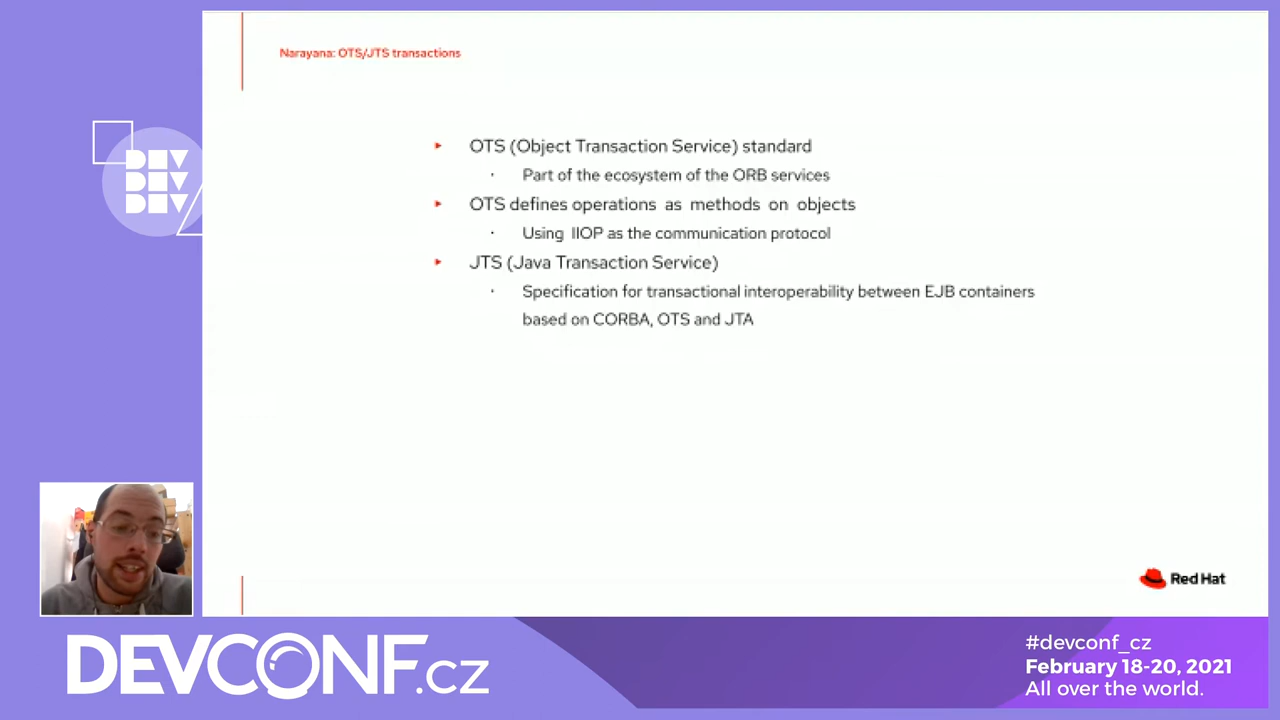 Narayana: OTS/JTS transactions
OTS (Object Transaction Service) standard
Part of the ecosystem of the ORB services
OTS defines operations as methods on objects
Using IIOP as the communication protocol
JTS (Java Transaction Service)
Specification for transactional interoperability between EJB containers
based on CORBA, OTS and JTA
DEV
DEV
DEV
Red Hat
DEVCONF.cz
#devconf_cz
February 18-20, 2021
All over the world.